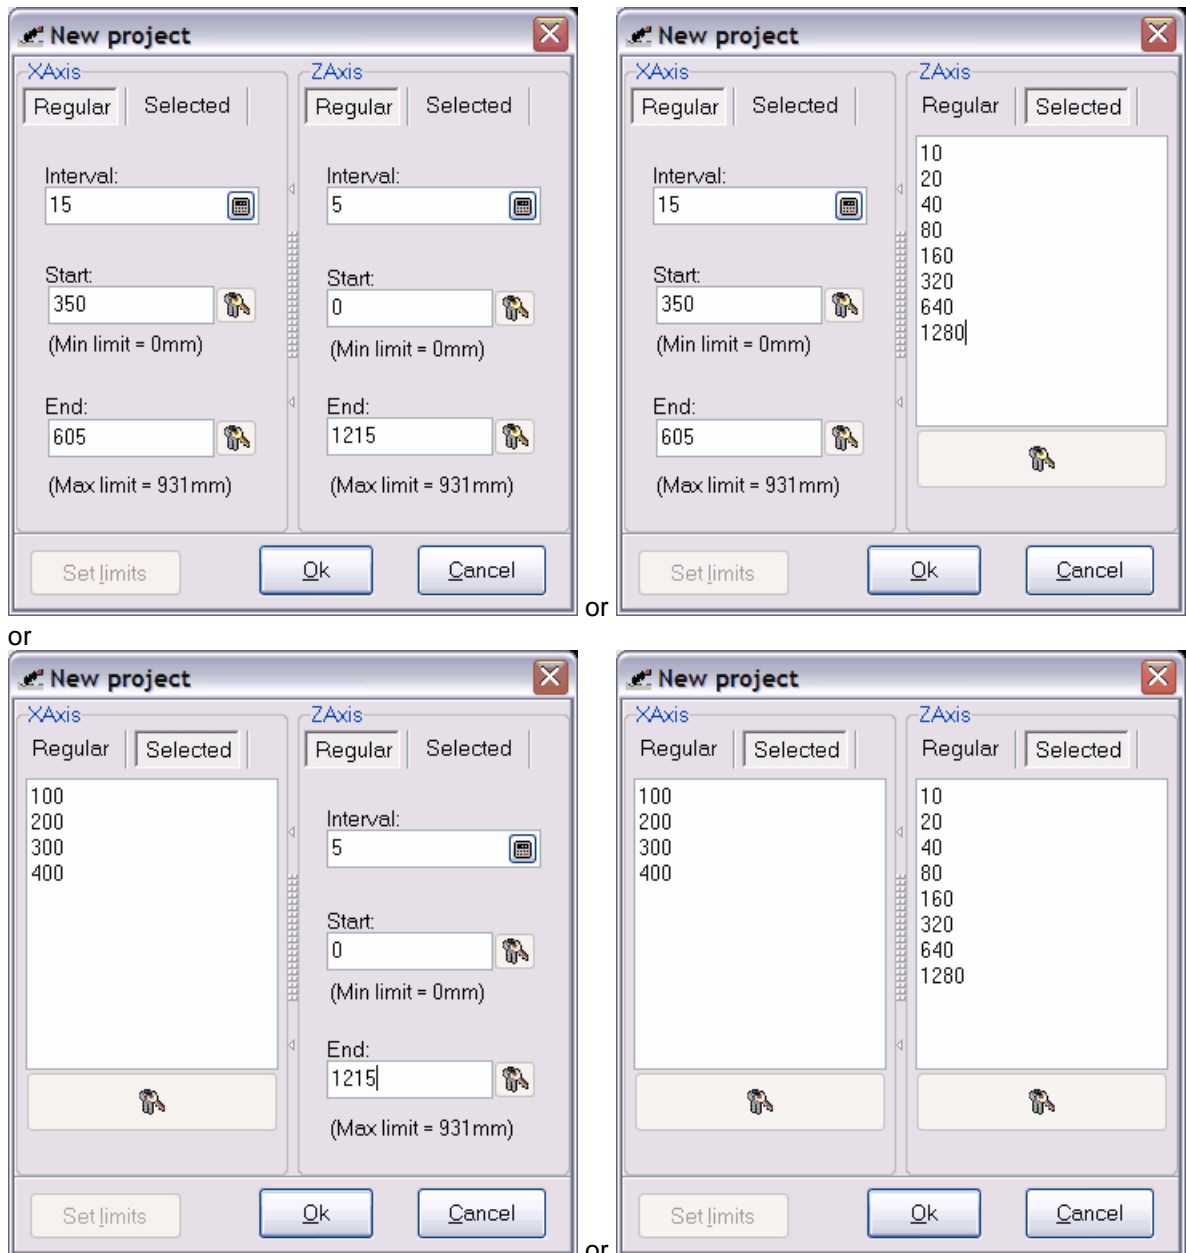 New project
XAxis
Regular Selected
Interval:
15
Start:
350
(Min limit = 0mm)
End:
605
(Max limit = 931mm)
ZAxis
Regular Selected
Interval:
5
Start:
0
(Min limit = 0mm)
End:
1215
(Max limit = 931mm)
Set limits Ok Cancel
or
New project
XAxis
Regular Selected
Interval:
15
Start:
350
(Min limit = 0mm)
End:
605
(Max limit = 931mm)
ZAxis
Regular Selected
10
20
40
80
160
320
640
1280
Set limits Ok Cancel
or
New project
XAxis
Regular Selected
100
200
300
400
ZAxis
Regular Selected
Interval:
5
Start:
0
(Min limit = 0mm)
End:
1215
(Max limit = 931mm)
Set limits Ok Cancel
or
New project
XAxis
Regular Selected
100
200
300
400
ZAxis
Regular Selected
10
20
40
80
160
320
640
1280
Set limits Ok Cancel